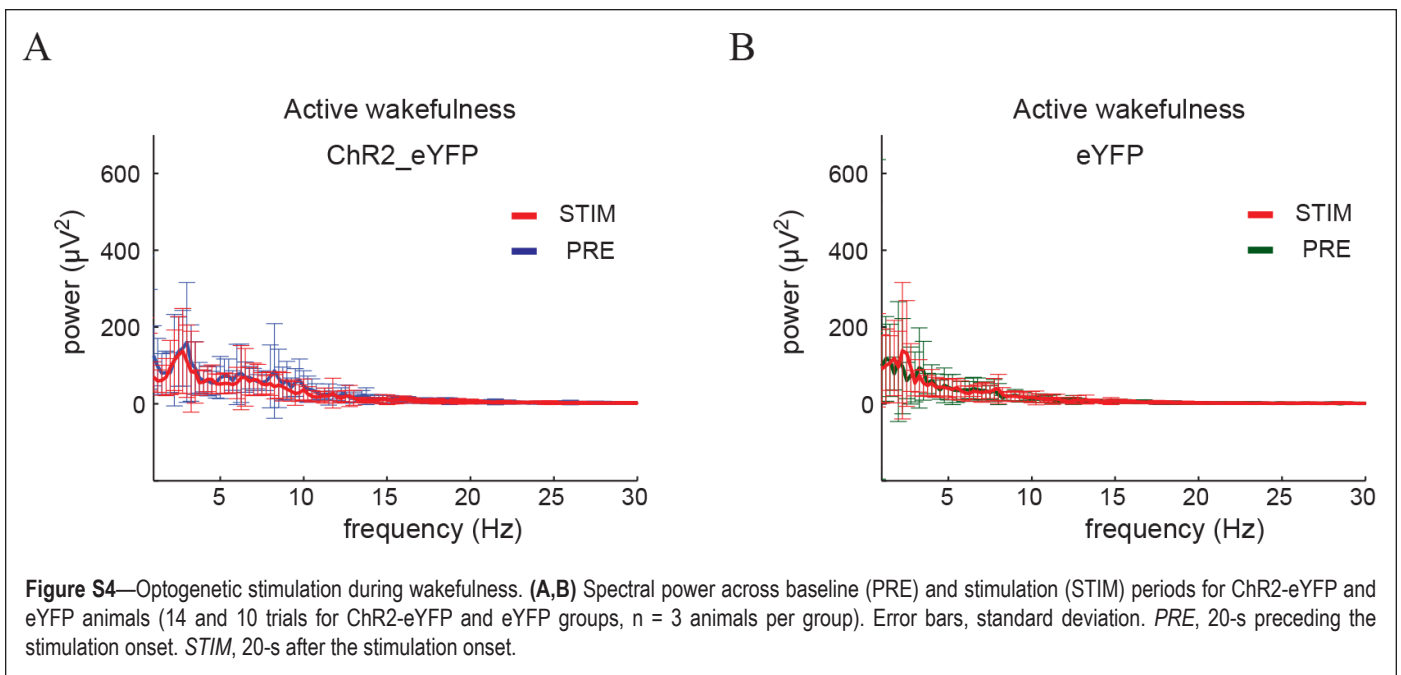 A
B
Active wakefulness
ChR2_eYFP
600
400
200
0
power (µV²)
STIM
PRE
5 10 15 20 25 30
frequency (Hz)
Active wakefulness
eYFP
600
400
200
0
power (µV²)
STIM
PRE
5 10 15 20 25 30
frequency (Hz)
Figure S4—Optogenetic stimulation during wakefulness. (A,B) Spectral power across baseline (PRE) and stimulation (STIM) periods for ChR2-eYFP and
eYFP animals (14 and 10 trials for ChR2-eYFP and eYFP groups, n = 3 animals per group). Error bars, standard deviation. PRE, 20-s preceding the
stimulation onset. STIM, 20-s after the stimulation onset.